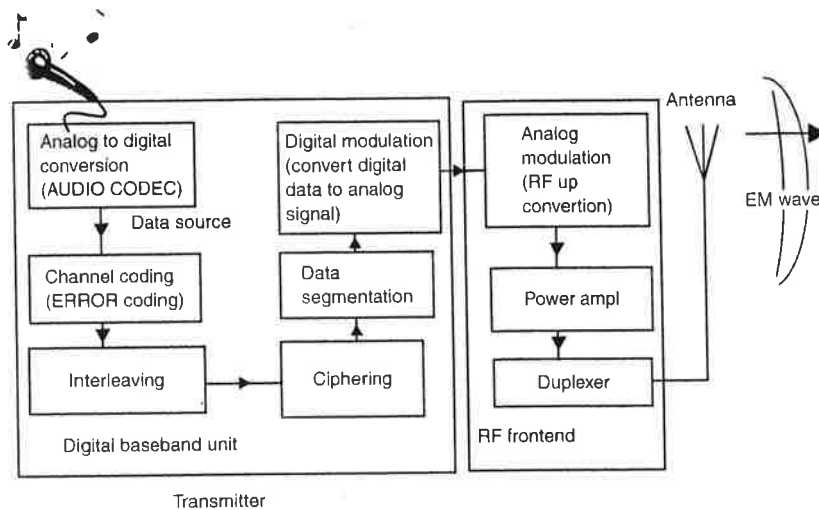 Analog to digital
conversion
(AUDIO CODEC)
Data source
Channel coding
(ERROR coding)
Interleaving
Ciphering
Data
segmentation
Digital modulation
(convert digital
data to analog
signal)
Digital baseband unit
Transmitter
Analog
modulation
(RF up
convertion)
Power ampl
Duplexer
RF frontend
Antenna
EM wave